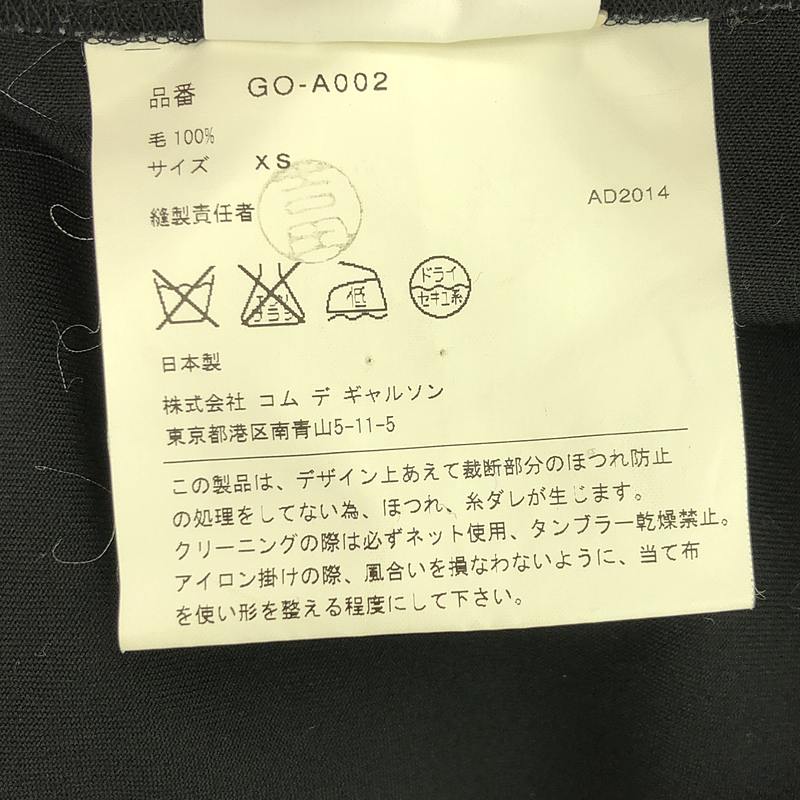 品番 GO-A002
毛 100%
サイズ XS
縫製責任者
AD2014
低
ドライ
セキユ系
日本製
株式会社 コム デ ギャルソン
東京都港区南青山5-11-5
この製品は、デザイン上あえて裁断部分のほつれ防止
の処理をしてない為、ほつれ、糸ダレが生じます。
クリーニングの際は必ずネット使用、タンブラー乾燥禁止。
アイロン掛けの際、風合いを損なわないように、当て布
を使い形を整える程度にして下さい。